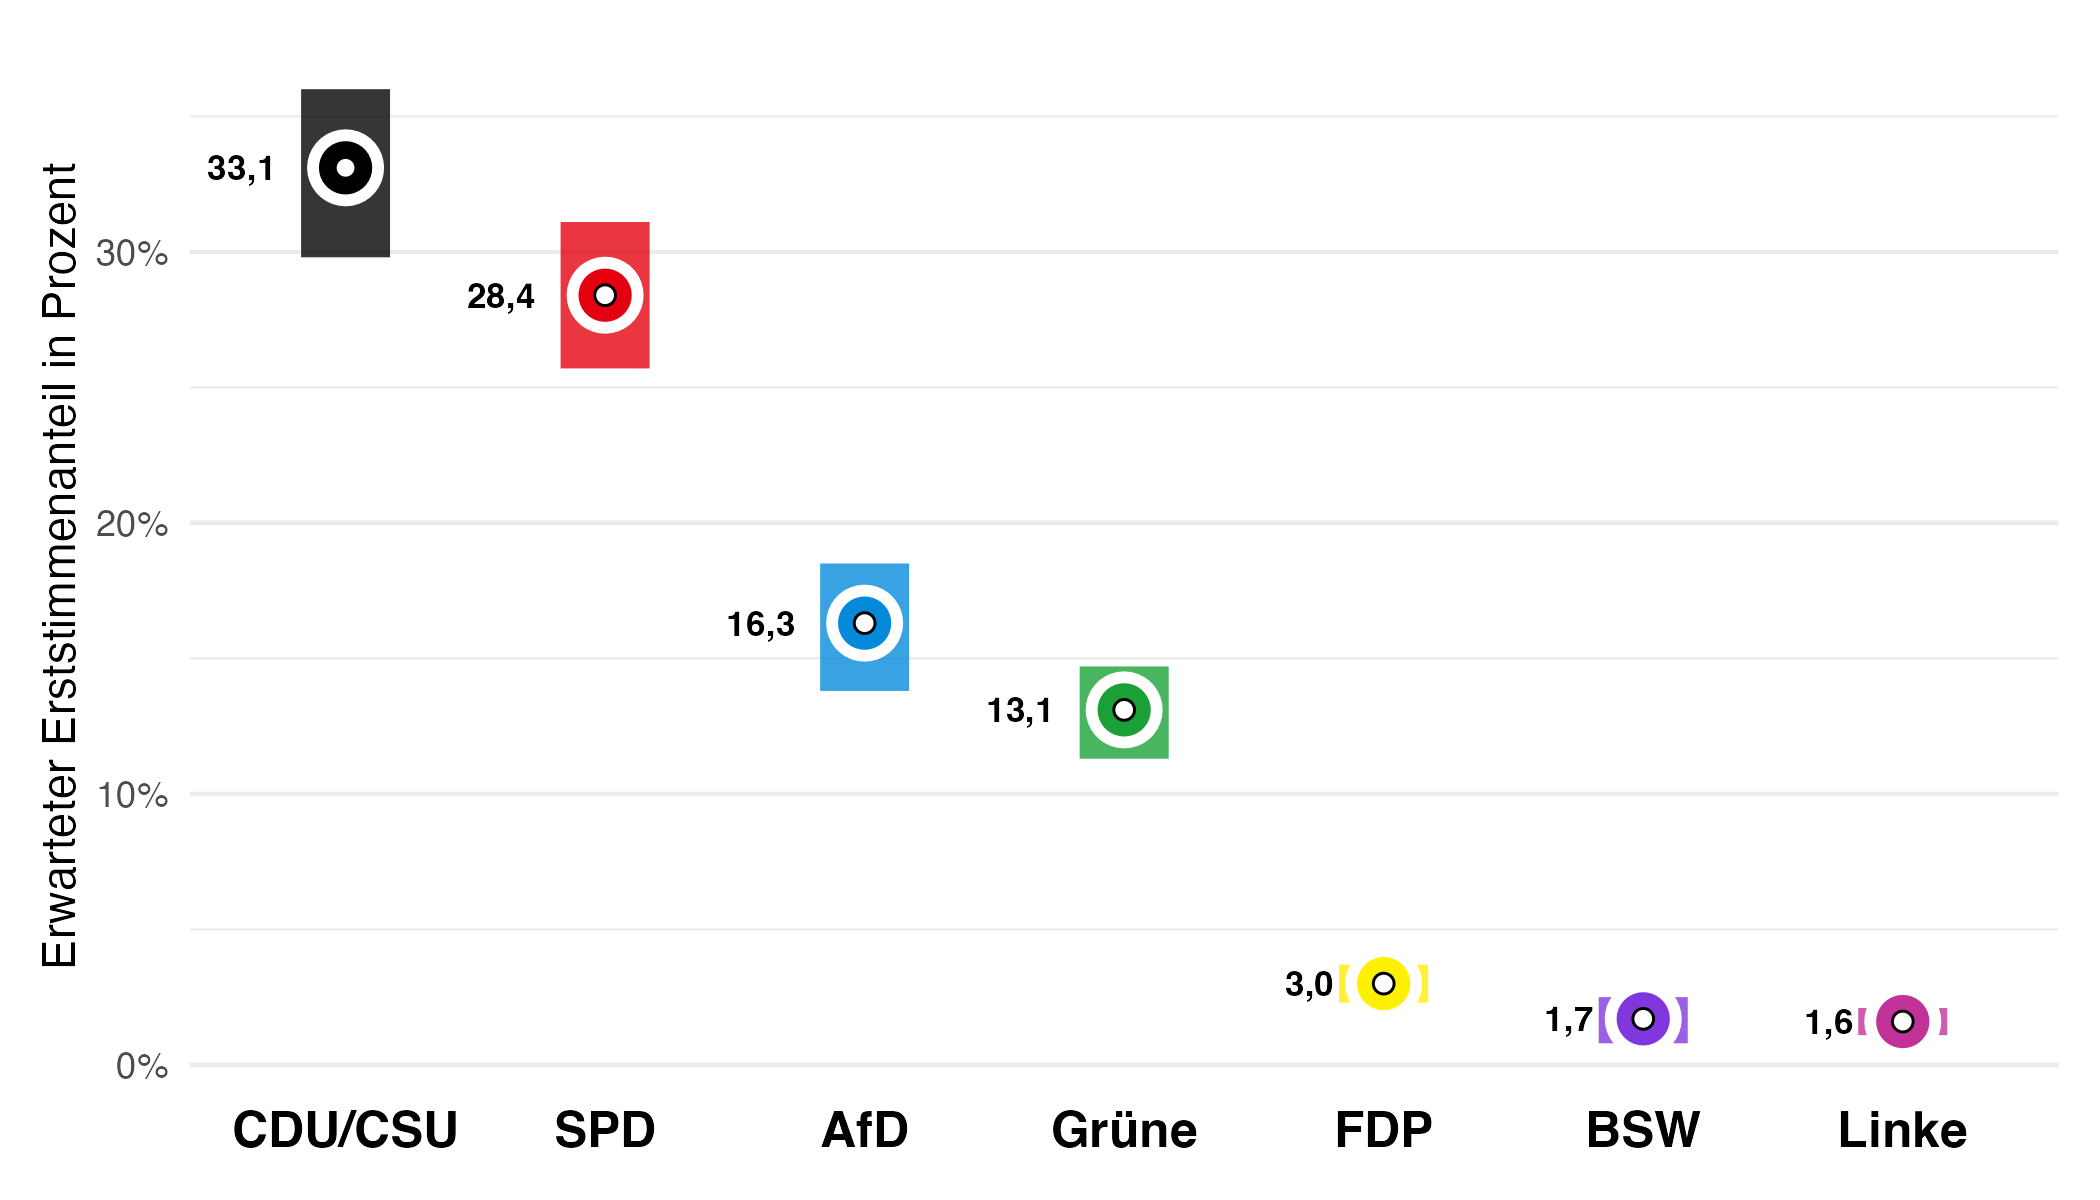 Erwarteter Erststimmenanteil in Prozent
30%
20%
10%
0%
33,1
28,4
16,3
13,1
3,0
1,7
1,6
CDU/CSU
SPD
AfD
Grüne
FDP
BSW
Linke